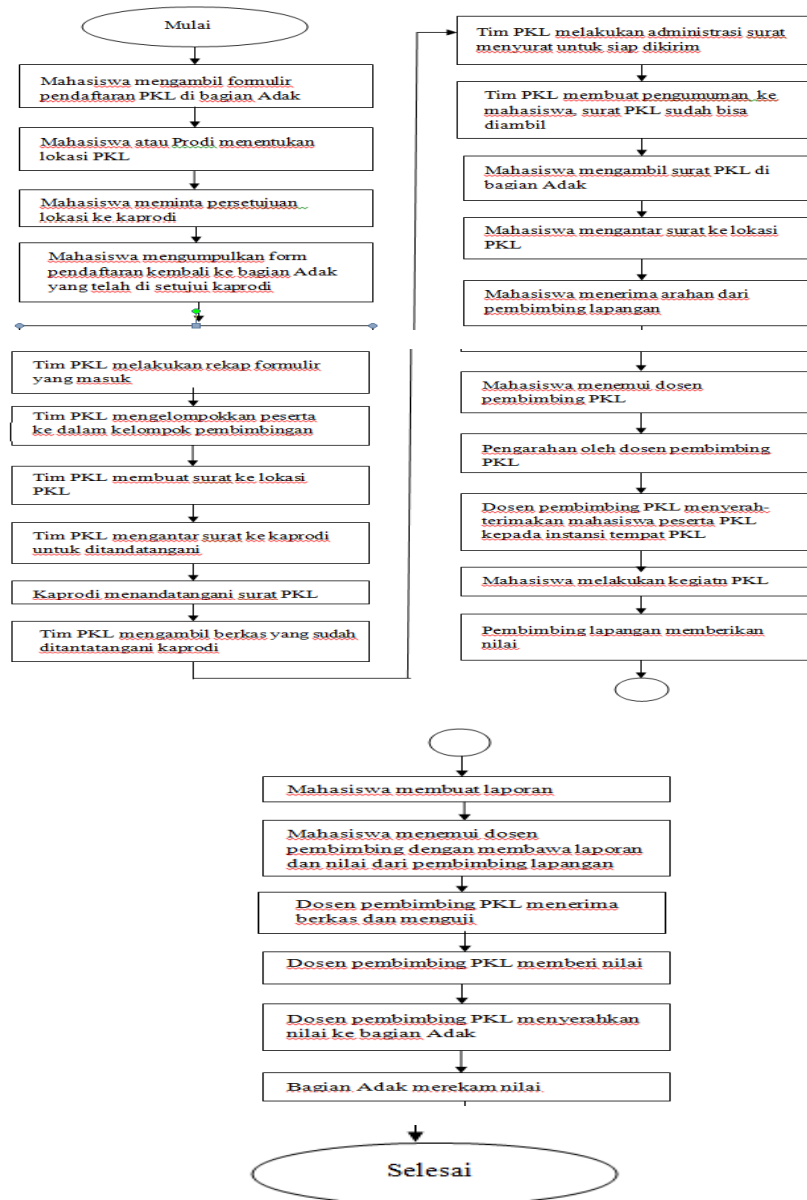 Mulai
Mahasiswa mengambil formulir
pendaftaran PKL di bagian Adak
Mahasiswa atau Prodi menentukan
lokasi PKL
Mahasiswa meminta persetujuan
lokasi ke kaprodi
Mahasiswa mengumpulkan form
pendaftaran kembali ke bagian Adak
yang telah di setujui kaprodi
Tim PKL melakukan rekap formulir
yang masuk
Tim PKL mengelompokkan peserta
ke dalam kelompok pembimbingan
Tim PKL membuat surat ke lokasi
PKL
Tim PKL mengantar surat ke kaprodi
untuk ditandatangani
Kaprodi menandatangani surat PKL
Tim PKL mengambil berkas yang sudah
ditantatangani kaprodi
Tim PKL melakukan administrasi surat
menyurat untuk siap dikirim
Tim PKL membuat pengumuman ke
mahasiswa, surat PKL sudah bisa
diambil
Mahasiswa mengambil surat PKL di
bagian Adak
Mahasiswa mengantar surat ke lokasi
PKL
Mahasiswa menerima arahan dari
pembimbing lapangan
Mahasiswa menemui dosen
pembimbing PKL
Pengarahan oleh dosen pembimbing
PKL
Dosen pembimbing PKL menyerah-
terimakan mahasiswa peserta PKL
kepada instansi tempat PKL
Mahasiswa melakukan kegiatn PKL
Pembimbing lapangan memberikan
nilai
Mahasiswa membuat laporan
Mahasiswa menemui dosen
pembimbing dengan membawa laporan
dan nilai dari pembimbing lapangan
Dosen pembimbing PKL menerima
berkas dan menguji
Dosen pembimbing PKL memberi nilai
Dosen pembimbing PKL menyerahkan
nilai ke bagian Adak
Bagian Adak merekam nilai
Selesai